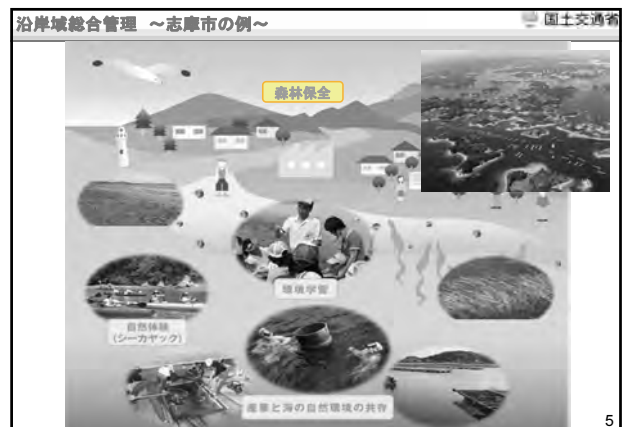 沿岸域総合管理 ～志摩市の例～
国土交通省
森林保全
環境学習
自然体験
(シーカヤック)
産業と海の自然環境の共存
5